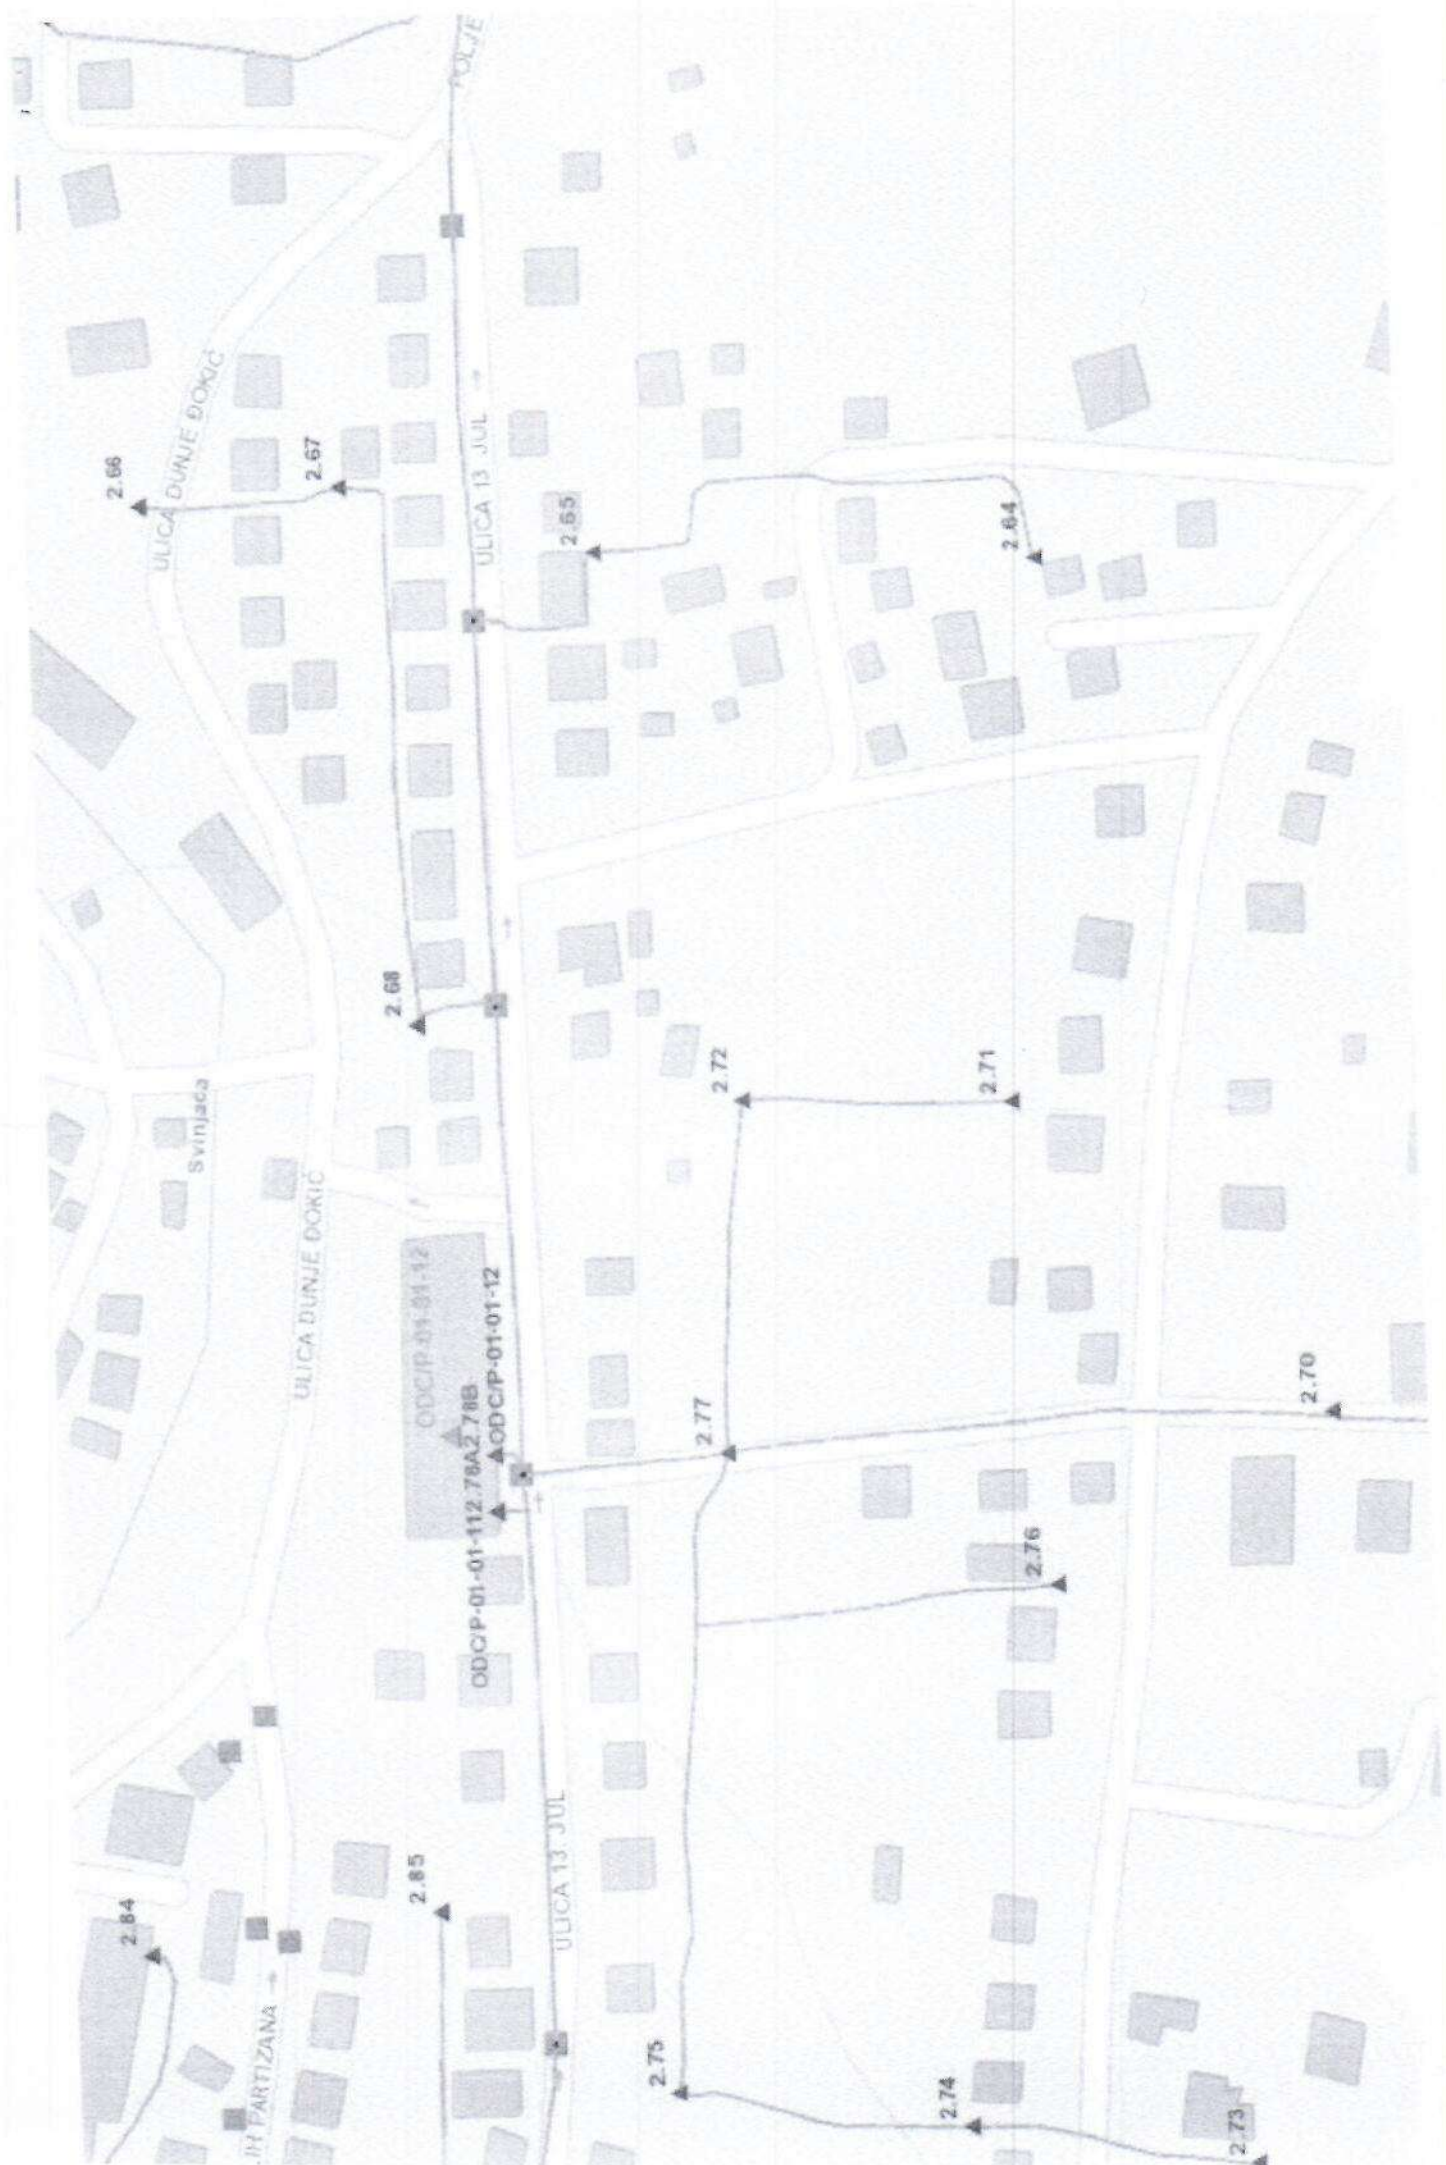 POLJE
ULICA DUNJE ĐOKIĆ
2.66
2.67
ULICA 13 JUL
2.65
2.64
2.68
2.72
2.71
Svinjaca
ULICA DUNJE ĐOKIĆ
ODC/P-01-01-12
ODC/P-01-01-12
ODC/P-01-01-112.78A2.78B
2.77
2.70
2.76
ULICA 13 JUL
2.85
2.84
IH PARTIZANA
2.75
2.74
2.73